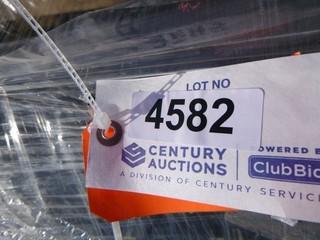 LOT NO
4582
CENTURY
AUCTIONS
A DIVISION OF CENTURY SERVIC
OWERED B
ClubBid